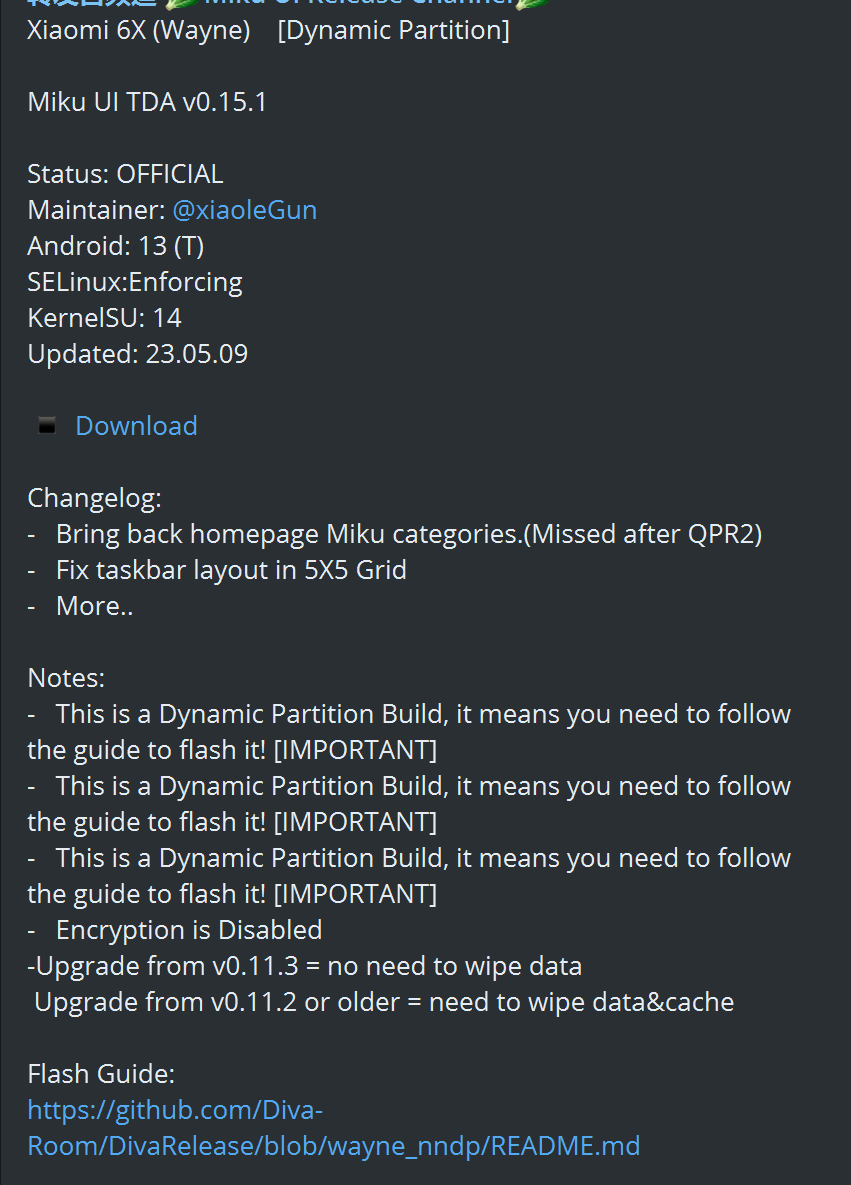 转发自频道 Miku UI Release Channel
Xiaomi 6X (Wayne) [Dynamic Partition]
Miku UI TDA v0.15.1
Status: OFFICIAL
Maintainer: @xiaoleGun
Android: 13 (T)
SELinux:Enforcing
KernelSU: 14
Updated: 23.05.09
Download
Changelog:
- Bring back homepage Miku categories.(Missed after QPR2)
- Fix taskbar layout in 5X5 Grid
- More..
Notes:
- This is a Dynamic Partition Build, it means you need to follow
the guide to flash it! [IMPORTANT]
- This is a Dynamic Partition Build, it means you need to follow
the guide to flash it! [IMPORTANT]
- This is a Dynamic Partition Build, it means you need to follow
the guide to flash it! [IMPORTANT]
- Encryption is Disabled
-Upgrade from v0.11.3 = no need to wipe data
Upgrade from v0.11.2 or older = need to wipe data&cache
Flash Guide:
https://github.com/Diva-
Room/DivaRelease/blob/wayne_nndp/README.md